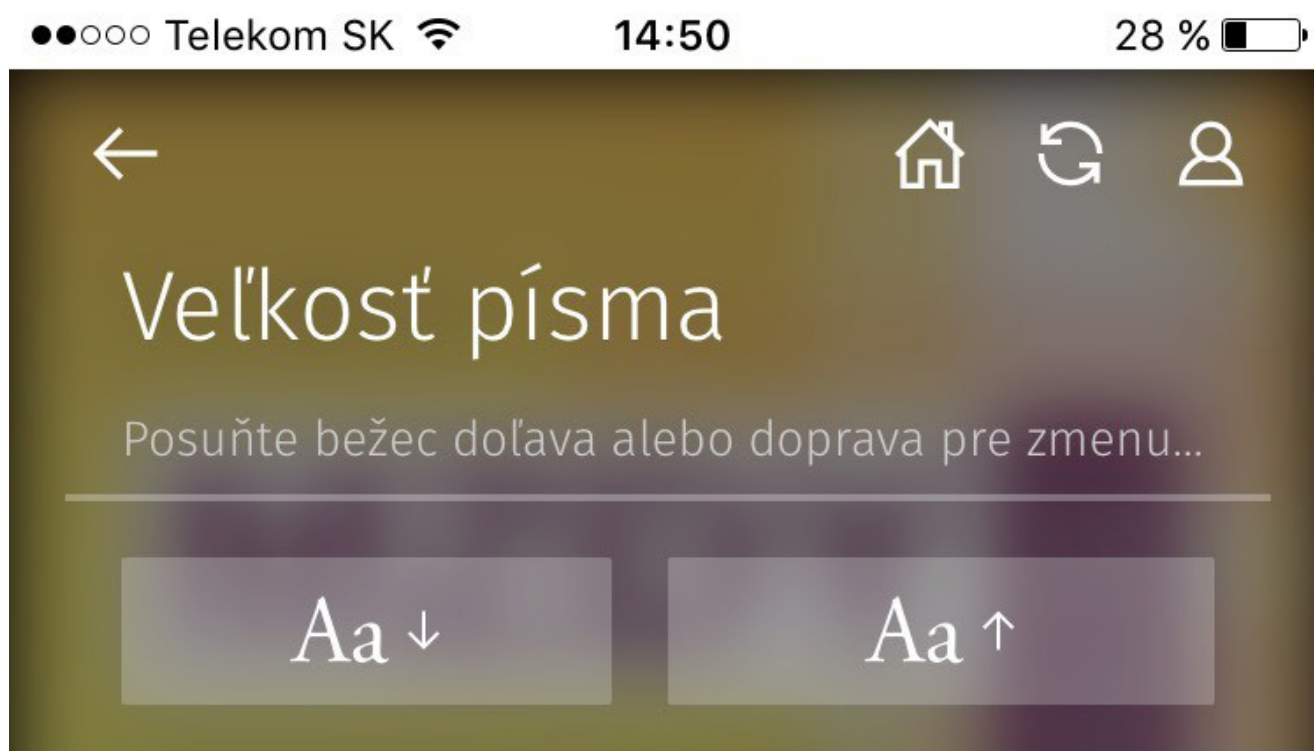 Telekom SK 14:50 28 %
Veľkosť písma
Posuňte bežec doľava alebo doprava pre zmenu...
Aa ↓ Aa ↑